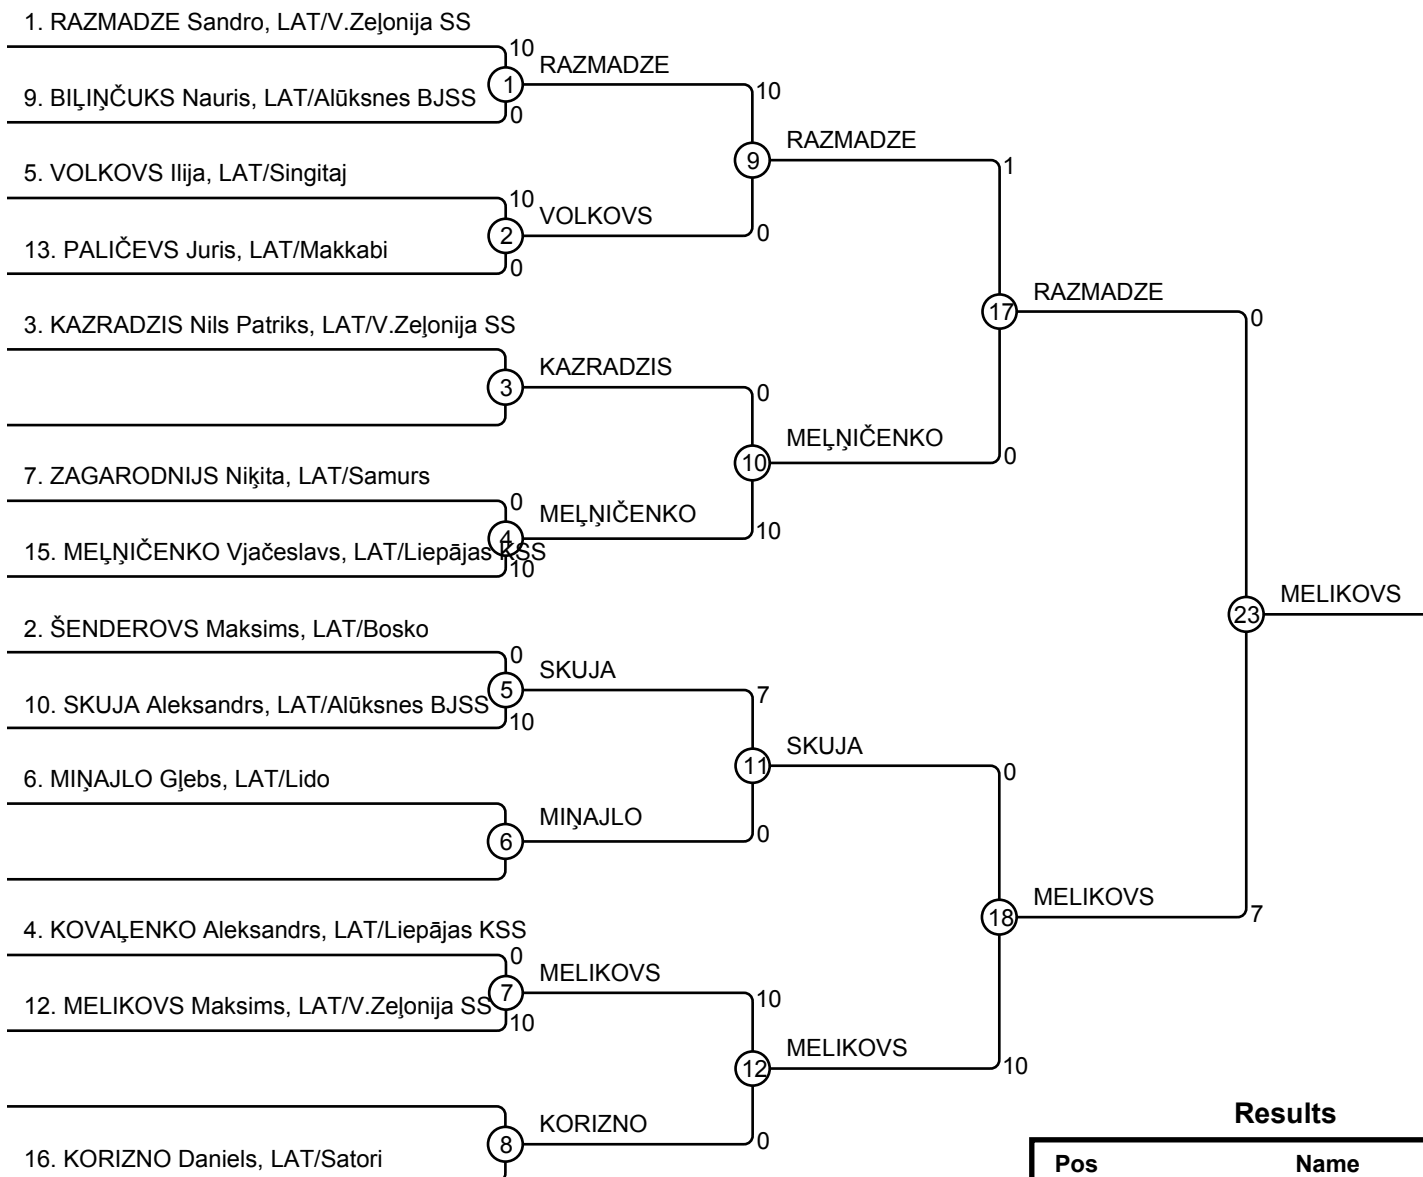 1. RAZMADZE Sandro, LAT/V.Zeļonija SS
10
RAZMADZE
1
9. BIĻIŅČUKS Nauris, LAT/Alūksnes BJSS
0
10
RAZMADZE
9
1
5. VOLKOVS Ilija, LAT/Singitaj
10
VOLKOVS
2
0
13. PALIČEVS Juris, LAT/Makkabi
0
RAZMADZE
17
0
3. KAZRADZIS Nils Patriks, LAT/V.Zeļonija SS
KAZRADZIS
3
0
MEĻŅIČENKO
10
0
7. ZAGARODNIJS Ņikita, LAT/Samurs
0
MEĻŅIČENKO
4
10
15. MEĻŅIČENKO Vjačeslavs, LAT/Liepājas KSS
10
MELIKOVS
23
2. ŠENDEROVS Maksims, LAT/Bosko
0
SKUJA
5
7
10. SKUJA Aleksandrs, LAT/Alūksnes BJSS
10
SKUJA
11
0
6. MIŅAJLO Gļebs, LAT/Lido
MIŅAJLO
6
0
MELIKOVS
18
7
4. KOVAĻENKO Aleksandrs, LAT/Liepājas KSS
0
MELIKOVS
7
10
12. MELIKOVS Maksims, LAT/V.Zeļonija SS
10
MELIKOVS
12
10
KORIZNO
8
0
16. KORIZNO Daniels, LAT/Satori
Results
Pos Name